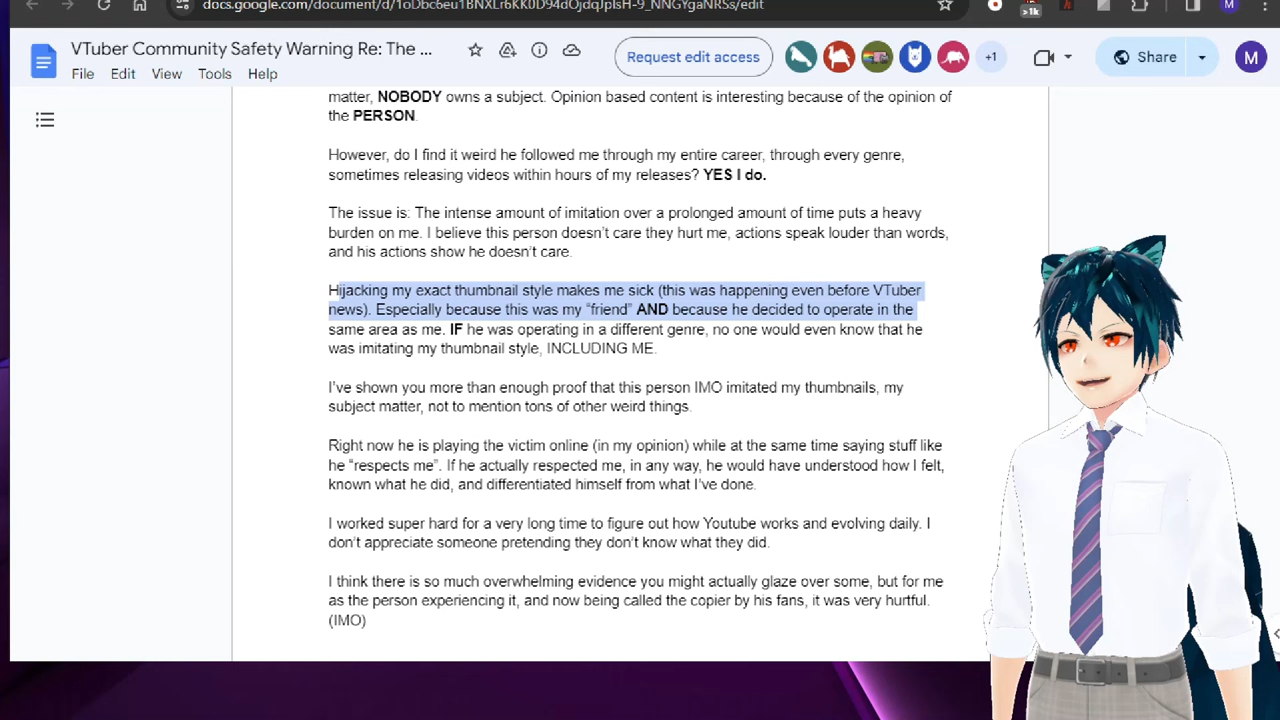 docs.google.com/document/d/1oDbc6eu1BNXLr6KK0D94dOjdqJpIsH-9_NNGYgaNRSs/edit
>1k
VTuber Community Safety Warning Re: The ...
Request edit access
+1
Share
M
File Edit View Tools Help
matter, NOBODY owns a subject. Opinion based content is interesting because of the opinion of
the PERSON.
However, do I find it weird he followed me through my entire career, through every genre,
sometimes releasing videos within hours of my releases? YES I do.
The issue is: The intense amount of imitation over a prolonged amount of time puts a heavy
burden on me. I believe this person doesn't care they hurt me, actions speak louder than words,
and his actions show he doesn't care.
Hijacking my exact thumbnail style makes me sick (this was happening even before VTuber
news). Especially because this was my “friend” AND because he decided to operate in the
same area as me. IF he was operating in a different genre, no one would even know that he
was imitating my thumbnail style, INCLUDING ME.
I've shown you more than enough proof that this person IMO imitated my thumbnails, my
subject matter, not to mention tons of other weird things.
Right now he is playing the victim online (in my opinion) while at the same time saying stuff like
he “respects me”. If he actually respected me, in any way, he would have understood how I felt,
known what he did, and differentiated himself from what I've done.
I worked super hard for a very long time to figure out how Youtube works and evolving daily. I
don't appreciate someone pretending they don't know what they did.
I think there is so much overwhelming evidence you might actually glaze over some, but for me
as the person experiencing it, and now being called the copier by his fans, it was very hurtful.
(IMO)